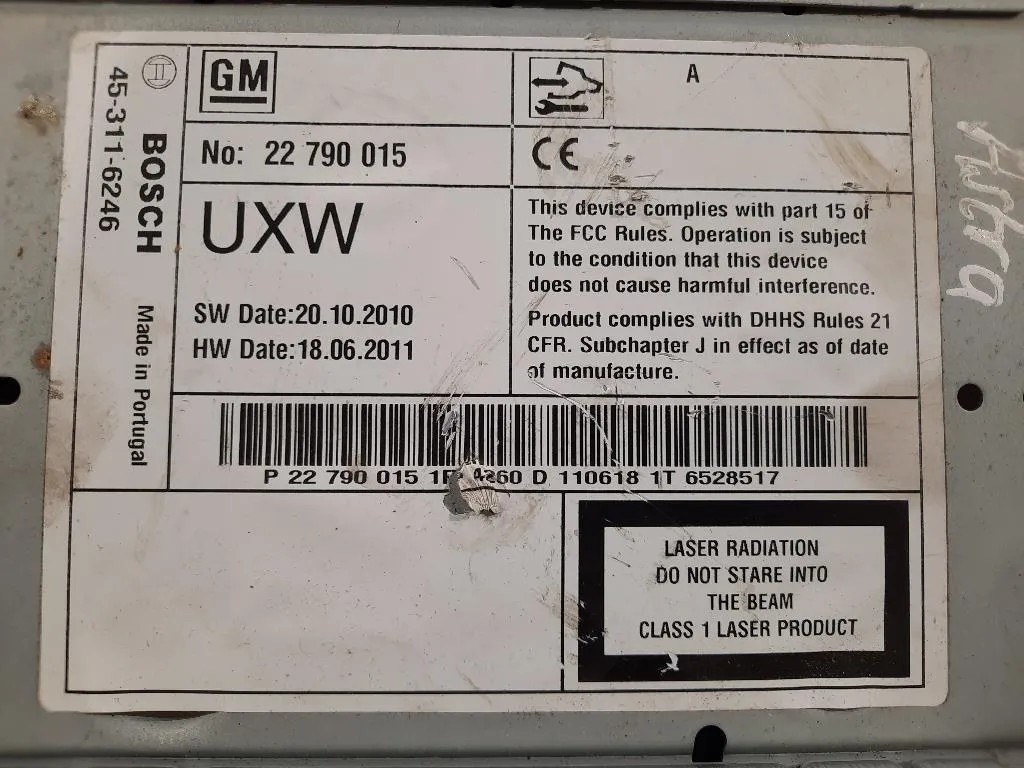 45-311-6246
BOSCH
Made in Portugal
GM
A
No: 22 790 015
CE
UXW
SW Date:20.10.2010
HW Date:18.06.2011
This device complies with part 15 of
The FCC Rules. Operation is subject
to the condition that this device
does not cause harmful interference.
Product complies with DHHS Rules 21
CFR. Subchapter J in effect as of date
of manufacture.
P 22 790 015 D 110618 1T 6528517
LASER RADIATION
DO NOT STARE INTO
THE BEAM
CLASS 1 LASER PRODUCT
Astra